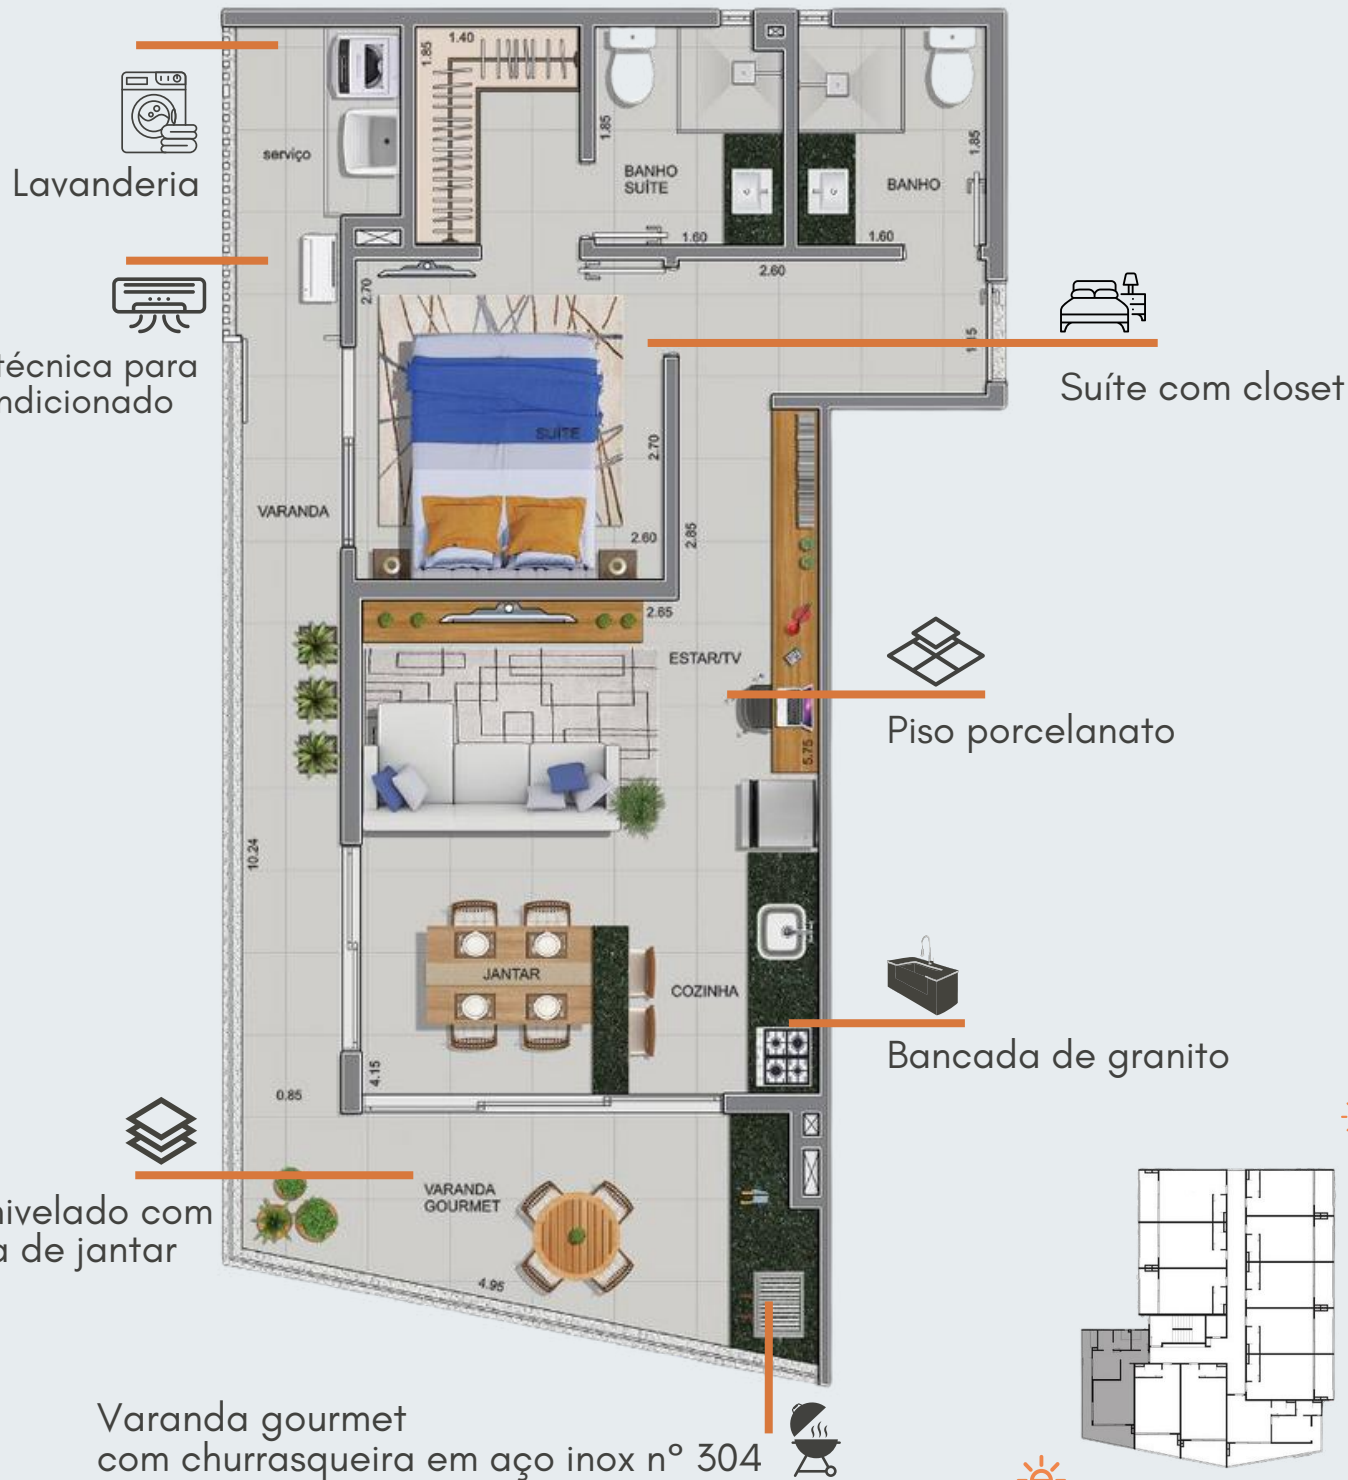 1.40
1.85
serviço
Lavanderia
1.85
BANHO
SUÍTE
1.60
1.85
BANHO
1.60
2.60
2.70
técnica para
ndicionado
Suíte com closet
SUÍTE
2.70
VARANDA
2.60
2.85
2.65
ESTAR/TV
Piso porcelanato
5.75
10.24
JANTAR
COZINHA
Bancada de granito
4.15
0.85
nivelado com
a de jantar
VARANDA
GOURMET
4.95
Varanda gourmet
com churrasqueira em aço inox nº 304